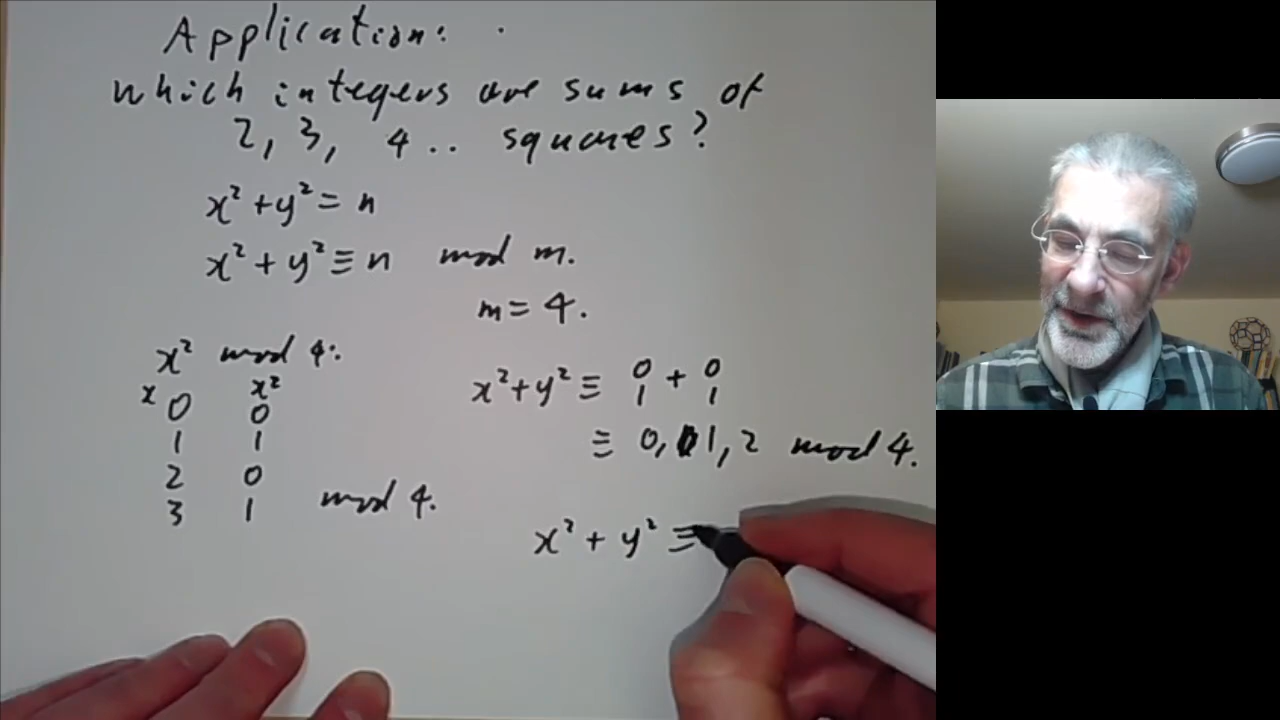 Application:
which integers are sums of
2, 3, 4 .. squares?
x² + y² = n
x² + y² ≡ n mod m.
m = 4.
x² mod 4:
x x²
0 0
1 1
2 0
3 1 mod 4.
x² + y² ≡ 0 + 0
1 1
≡ 0, 1, 2 mod 4.
x² + y² ≡